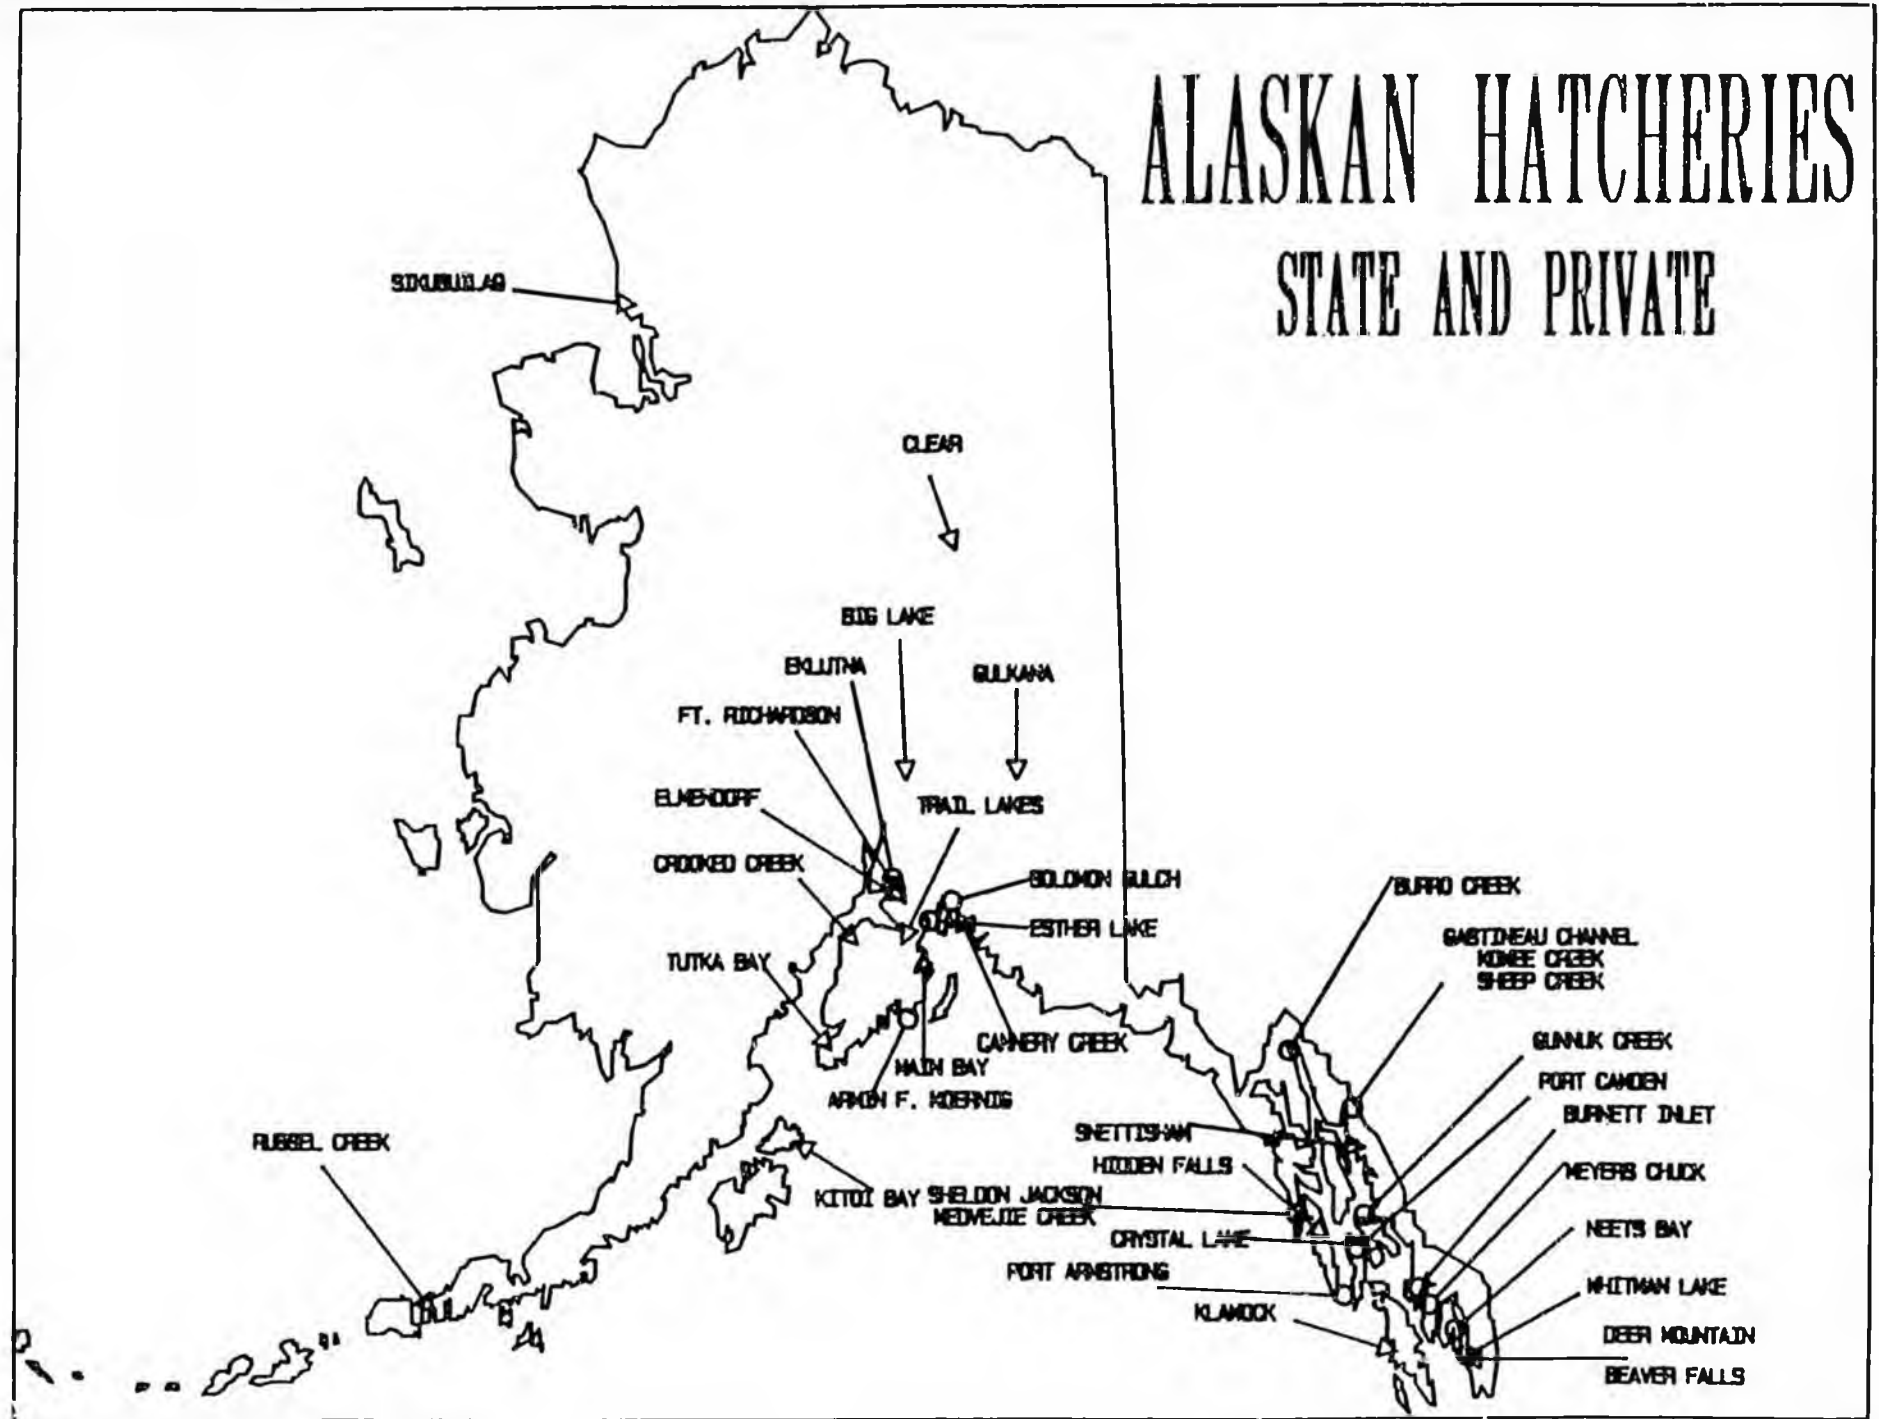 ALASKAN HATCHERIES
STATE AND PRIVATE
SIKUSUILAQ
CLEAR
BIG LAKE
EKLUTNA
GULKANA
FT. RICHARDSON
ELMENDORF
TRAIL LAKES
CROOKED CREEK
SOLOMON GULCH
BURRO CREEK
ESTHER LAKE
GASTINEAU CHANNEL
KOWEE CREEK
SHEEP CREEK
TUTKA BAY
CANNERY CREEK
GUNNUK CREEK
MAIN BAY
PORT CAMDEN
ARMIN F. KOERNIG
BURNETT INLET
RUSSEL CREEK
SNETTISHAM
HIDDEN FALLS
MEYERS CHUCK
KITOI BAY
SHELDON JACKSON
MEDVEJIE CREEK
CRYSTAL LAKE
NEETS BAY
PORT ARMSTRONG
WHITMAN LAKE
KLAWOCK
DEER MOUNTAIN
BEAVER FALLS